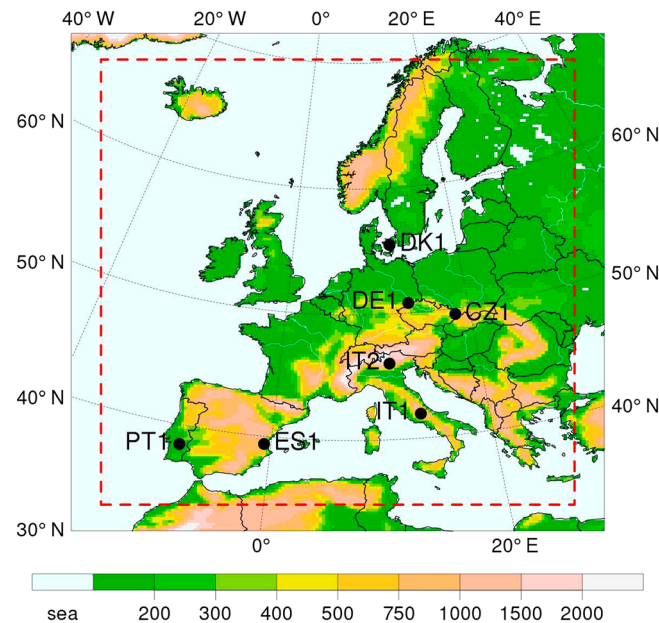 40° W 20° W 0° 20° E 40° E
60° N 60° N
DK1
50° N 50° N
DE1 CZ1
IT2
40° N 40° N
IT1
PT1 ES1
30° N
0° 20° E
sea 200 300 400 500 750 1000 1500 2000